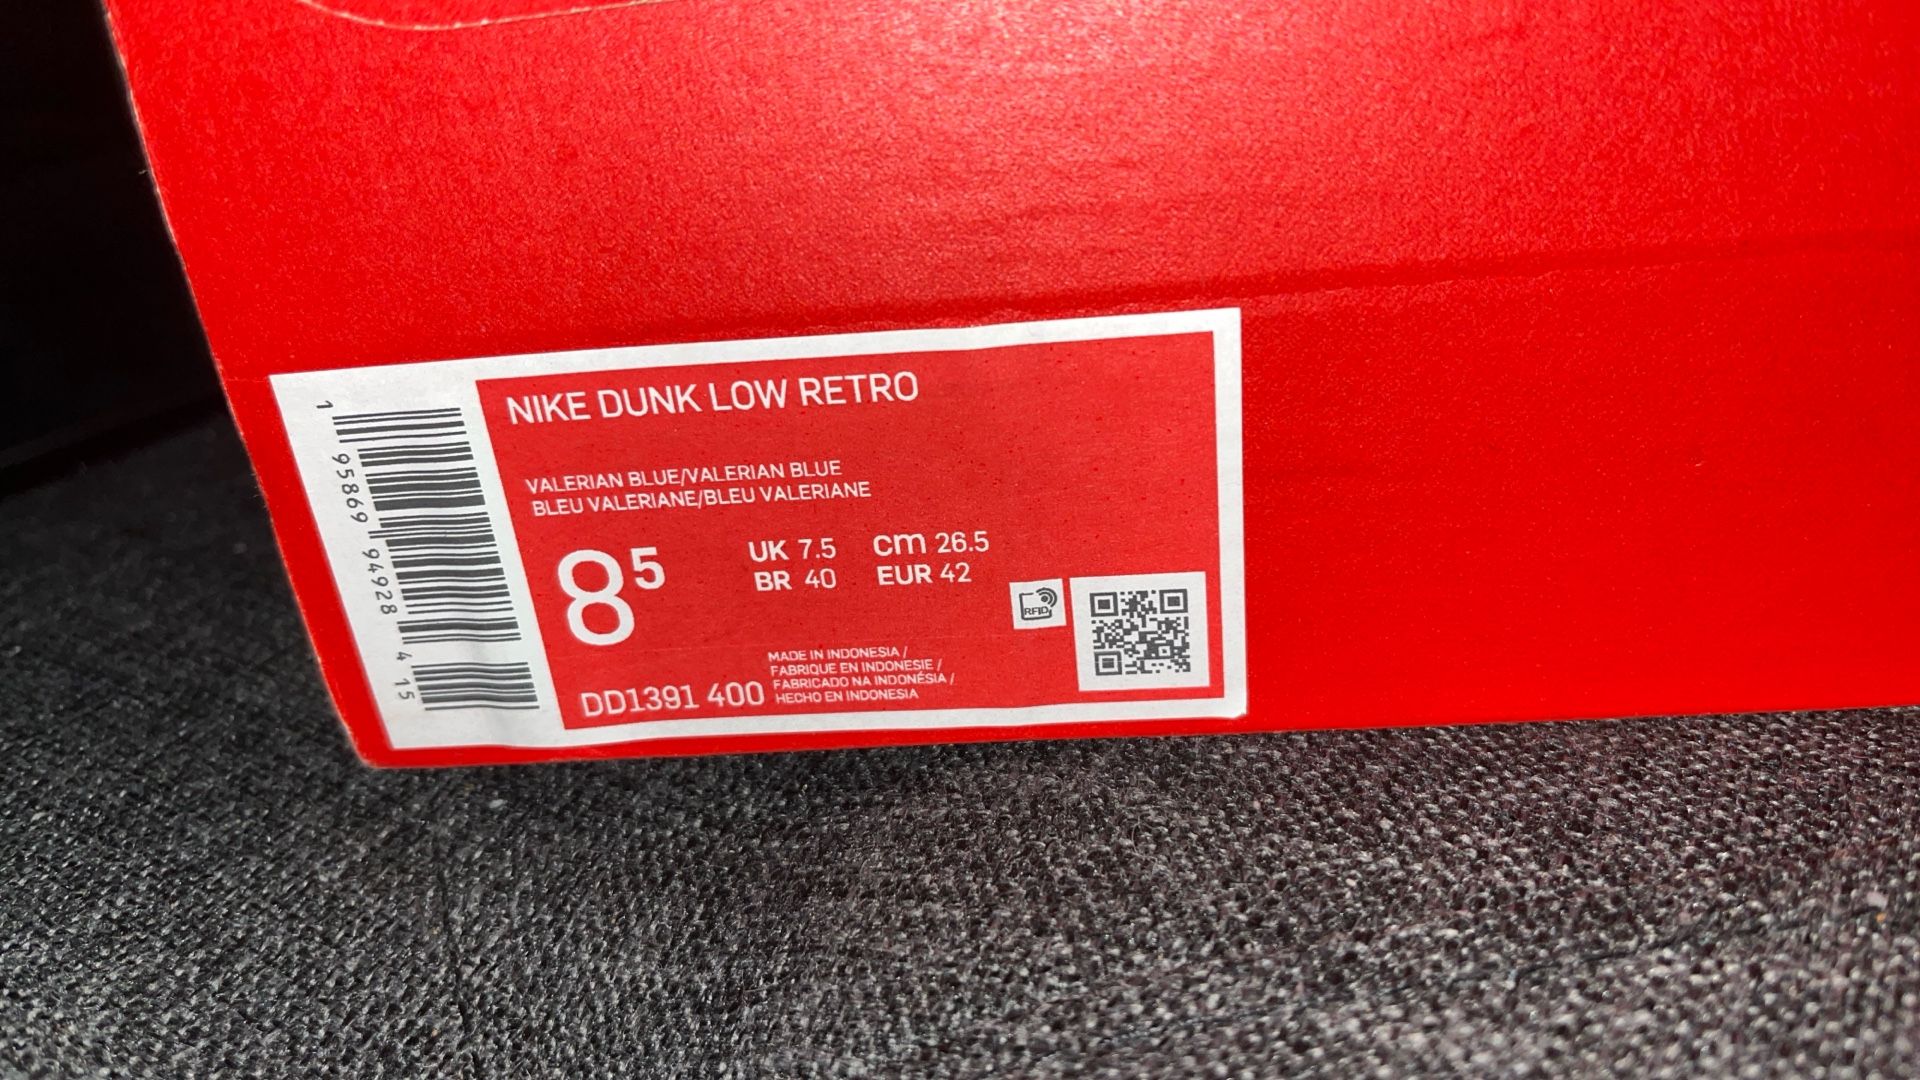 NIKE DUNK LOW RETRO
VALERIAN BLUE/VALERIAN BLUE
BLEU VALERIANE/BLEU VALERIANE
8 5
UK 7.5 cm 26.5
BR 40 EUR 42
RFID
MADE IN INDONESIA /
FABRIQUE EN INDONESIE /
FABRICADO NA INDONÉSIA /
HECHO EN INDONESIA
DD1391 400
1 95869 94928 4 15